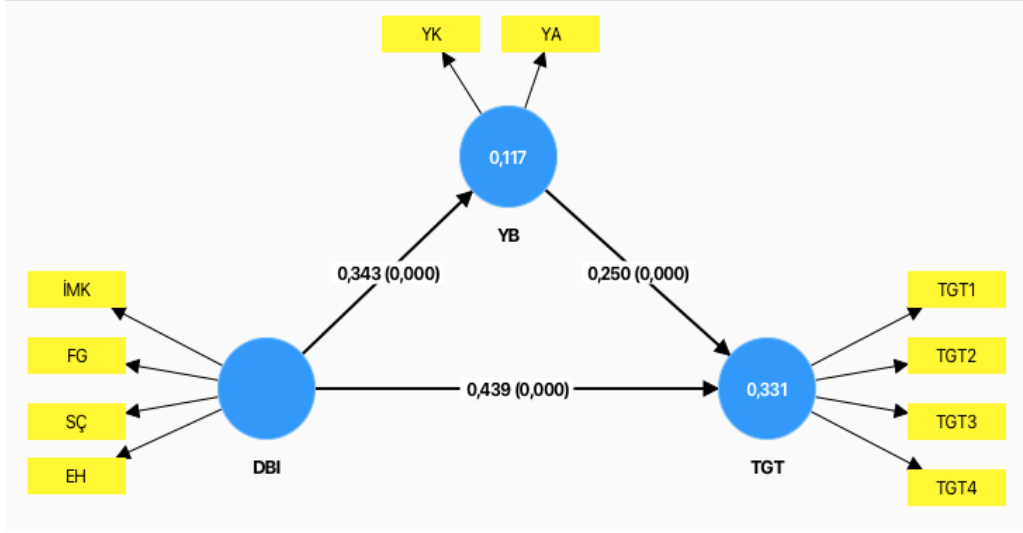 YK
YA
0,117
YB
0,343 (0,000)
0,250 (0,000)
İMK
FG
SÇ
EH
DBI
0,439 (0,000)
0,331
TGT
TGT1
TGT2
TGT3
TGT4